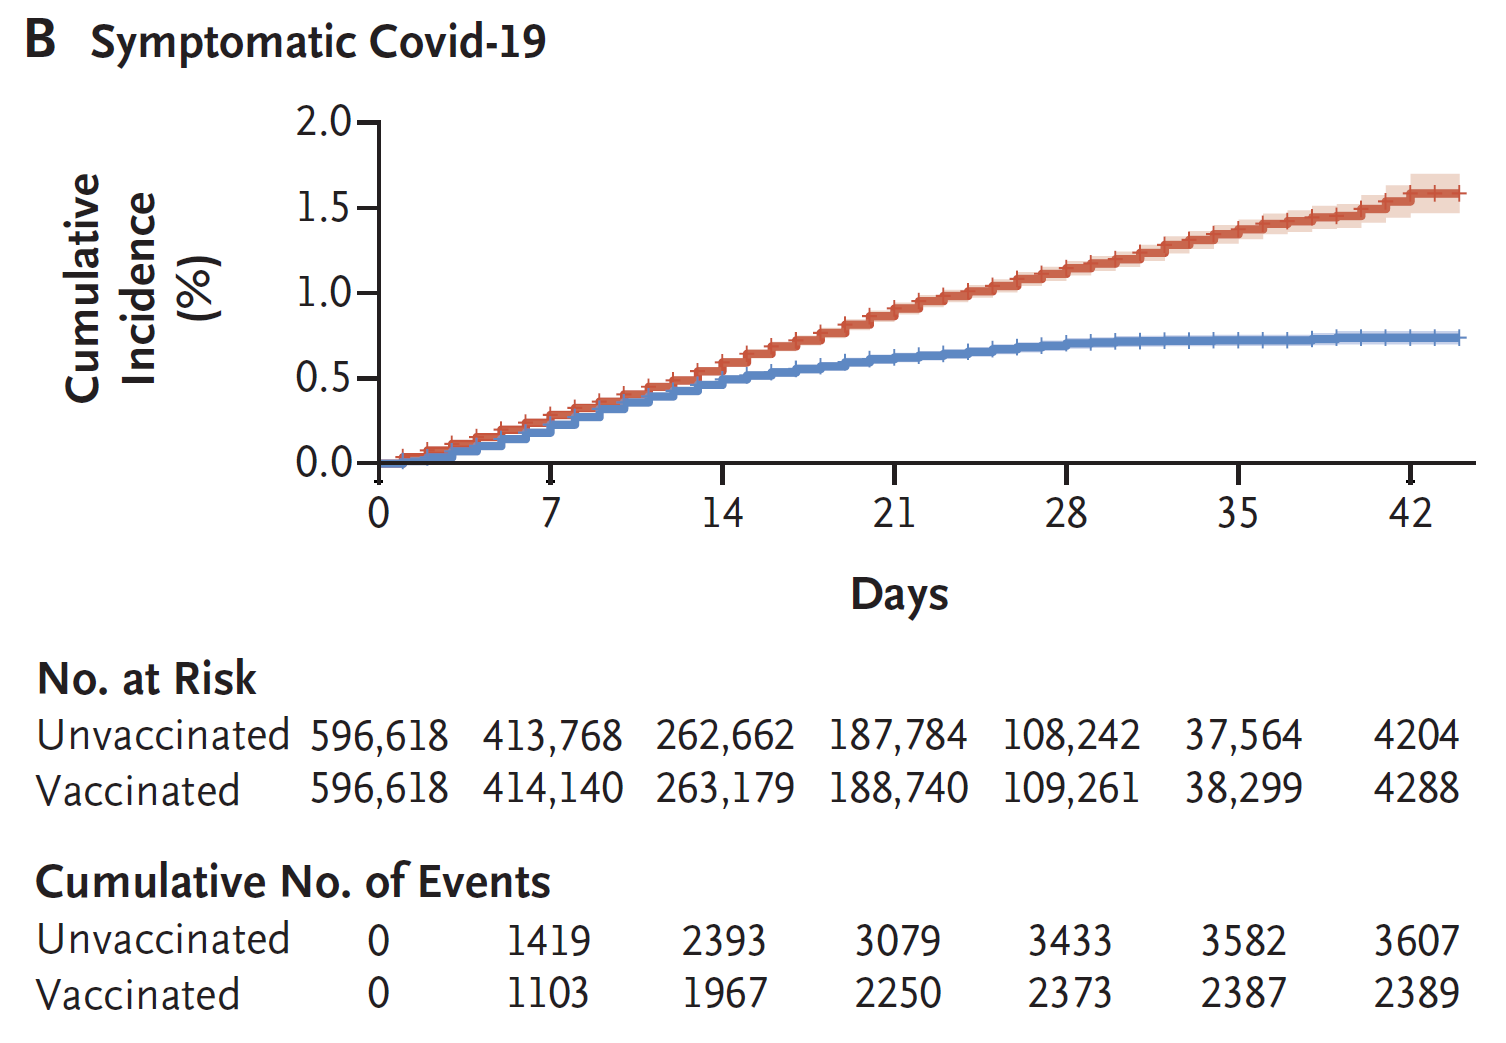 B Symptomatic Covid-19
Cumulative
Incidence
(%)
2.0
1.5
1.0
0.5
0.0
0 7 14 21 28 35 42
Days
No. at Risk
Unvaccinated 596,618 413,768 262,662 187,784 108,242 37,564 4204
Vaccinated 596,618 414,140 263,179 188,740 109,261 38,299 4288
Cumulative No. of Events
Unvaccinated 0 1419 2393 3079 3433 3582 3607
Vaccinated 0 1103 1967 2250 2373 2387 2389